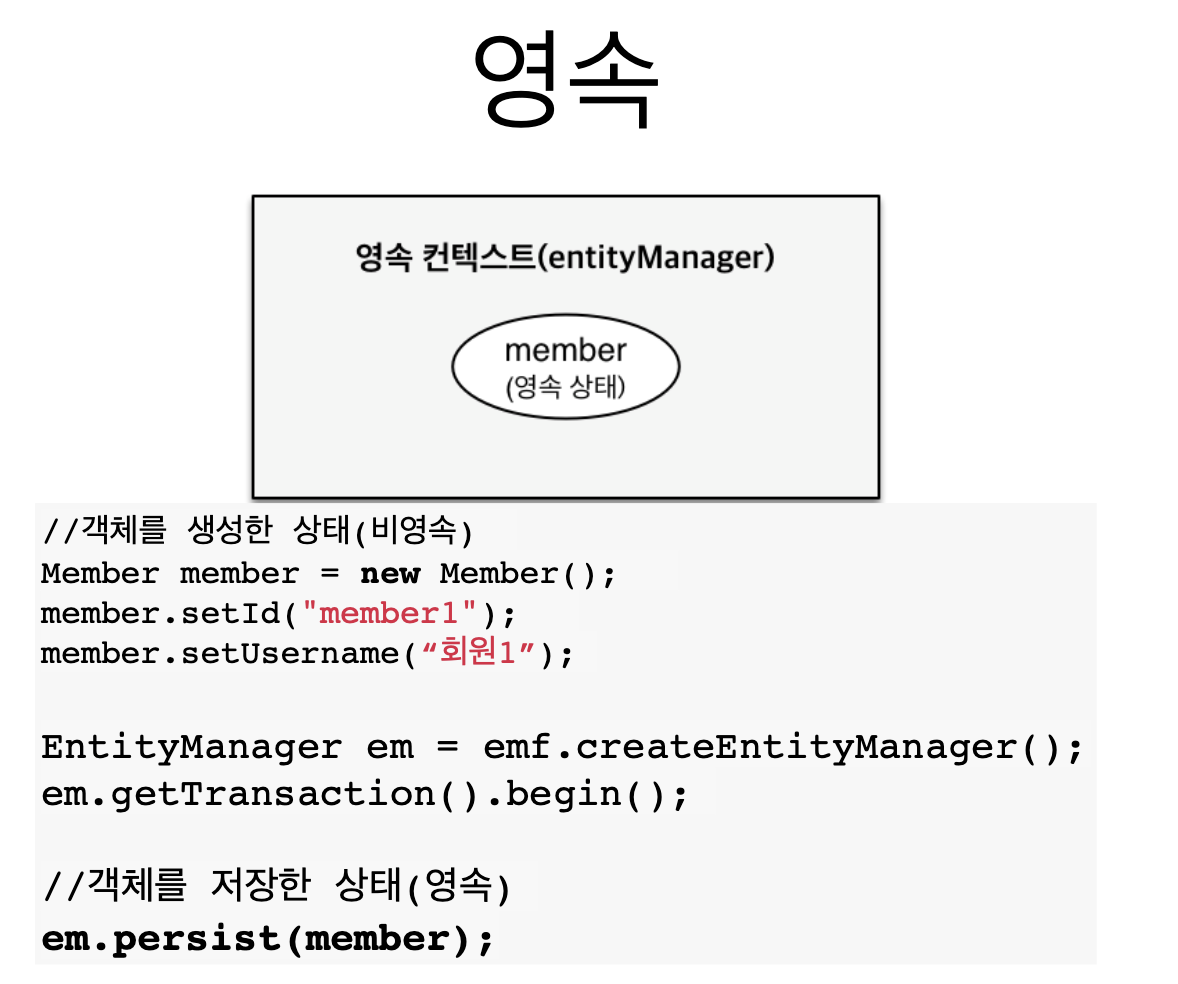 영속
영속 컨텍스트(entityManager)
member
(영속 상태)
//객체를 생성한 상태(비영속)
Member member = new Member();
member.setId("member1");
member.setUsername(“회원1”);
EntityManager em = emf.createEntityManager();
em.getTransaction().begin();
//객체를 저장한 상태(영속)
em.persist(member);